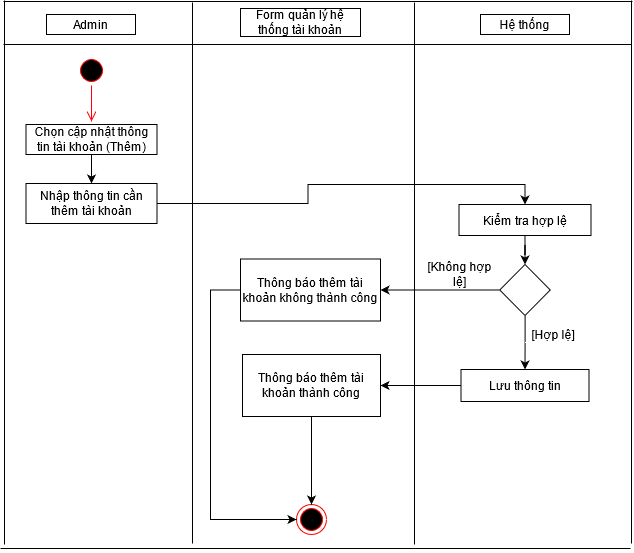 Admin
Form quản lý hệ
thống tài khoản
Hệ thống
Chọn cập nhật thông
tin tài khoản (Thêm)
Nhập thông tin cần
thêm tài khoản
Kiểm tra hợp lệ
[Không hợp
lệ]
Thông báo thêm tài
khoản không thành công
[Hợp lệ]
Thông báo thêm tài
khoản thành công
Lưu thông tin